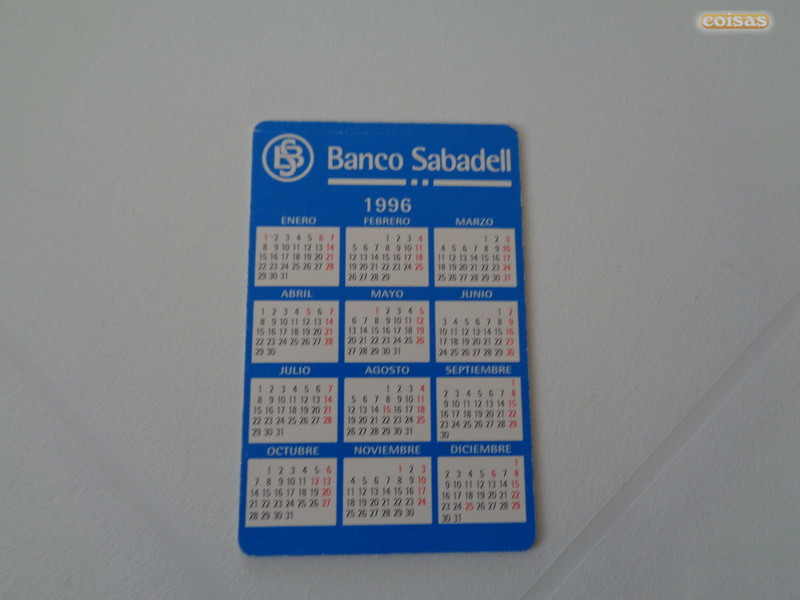 coisas
BS Banco Sabadell
1996
ENERO FEBRERO MARZO
1 2 3 4 5 6 7 1 2 3 4 1 2 3
8 9 10 11 12 13 14 5 6 7 8 9 10 11 4 5 6 7 8 9 10
15 16 17 18 19 20 21 12 13 14 15 16 17 18 11 12 13 14 15 16 17
22 23 24 25 26 27 28 19 20 21 22 23 24 25 18 19 20 21 22 23 24
29 30 31 26 27 28 29 25 26 27 28 29 30 31
ABRIL MAYO JUNIO
1 2 3 4 5 6 7 1 2 3 4 5 1 2
8 9 10 11 12 13 14 6 7 8 9 10 11 12 3 4 5 6 7 8 9
15 16 17 18 19 20 21 13 14 15 16 17 18 19 10 11 12 13 14 15 16
22 23 24 25 26 27 28 20 21 22 23 24 25 26 17 18 19 20 21 22 23
29 30 27 28 29 30 31 24 25 26 27 28 29 30
JULIO AGOSTO SEPTIEMBRE
1 2 3 4 5 6 7 1 2 3 4 1
8 9 10 11 12 13 14 5 6 7 8 9 10 11 2 3 4 5 6 7 8
15 16 17 18 19 20 21 12 13 14 15 16 17 18 9 10 11 12 13 14 15
22 23 24 25 26 27 28 19 20 21 22 23 24 25 16 17 18 19 20 21 22
29 30 31 26 27 28 29 30 31 23 24 25 26 27 28 29
30
OCTUBRE NOVIEMBRE DICIEMBRE
1 2 3 4 5 6 1 2 3 1
7 8 9 10 11 12 13 4 5 6 7 8 9 10 2 3 4 5 6 7 8
14 15 16 17 18 19 20 11 12 13 14 15 16 17 9 10 11 12 13 14 15
21 22 23 24 25 26 27 18 19 20 21 22 23 24 16 17 18 19 20 21 22
28 29 30 31 25 26 27 28 29 30 23 24 25 26 27 28 29
30 31